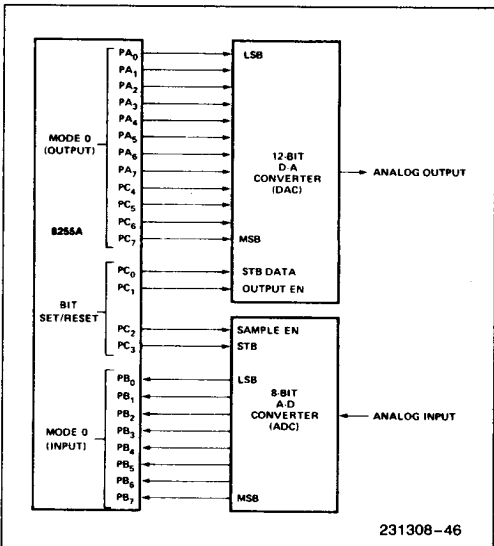 PA0 LSB
PA1
PA2
PA3
MODE 0
(OUTPUT)
PA4
PA5
PA6
PA7
PC4
PC5
PC6
PC7 MSB
8255A
12-BIT
D-A
CONVERTER
(DAC)
ANALOG OUTPUT
BIT
SET/RESET
PC0 STB DATA
PC1 OUTPUT EN
PC2 SAMPLE EN
PC3 STB
MODE 0
(INPUT)
PB0 LSB
PB1
PB2
PB3
PB4
PB5
PB6
PB7 MSB
8-BIT
A-D
CONVERTER
(ADC)
ANALOG INPUT
231308-46